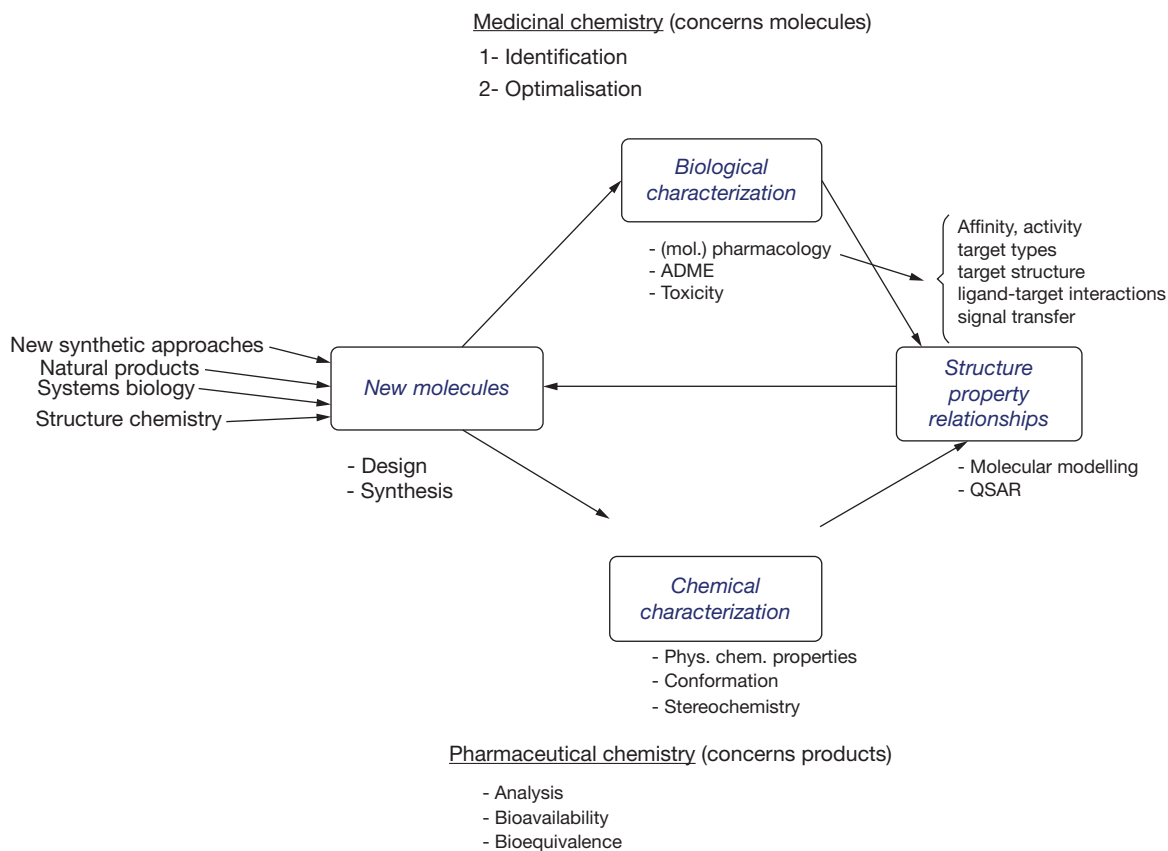 Medicinal chemistry (concerns molecules)
1- Identification
2- Optimalisation
Biological
characterization
- (mol.) pharmacology
- ADME
- Toxicity
Affinity, activity
target types
target structure
ligand-target interactions
signal transfer
New synthetic approaches
Natural products
Systems biology
Structure chemistry
New molecules
- Design
- Synthesis
Structure
property
relationships
- Molecular modelling
- QSAR
Chemical
characterization
- Phys. chem. properties
- Conformation
- Stereochemistry
Pharmaceutical chemistry (concerns products)
- Analysis
- Bioavailability
- Bioequivalence